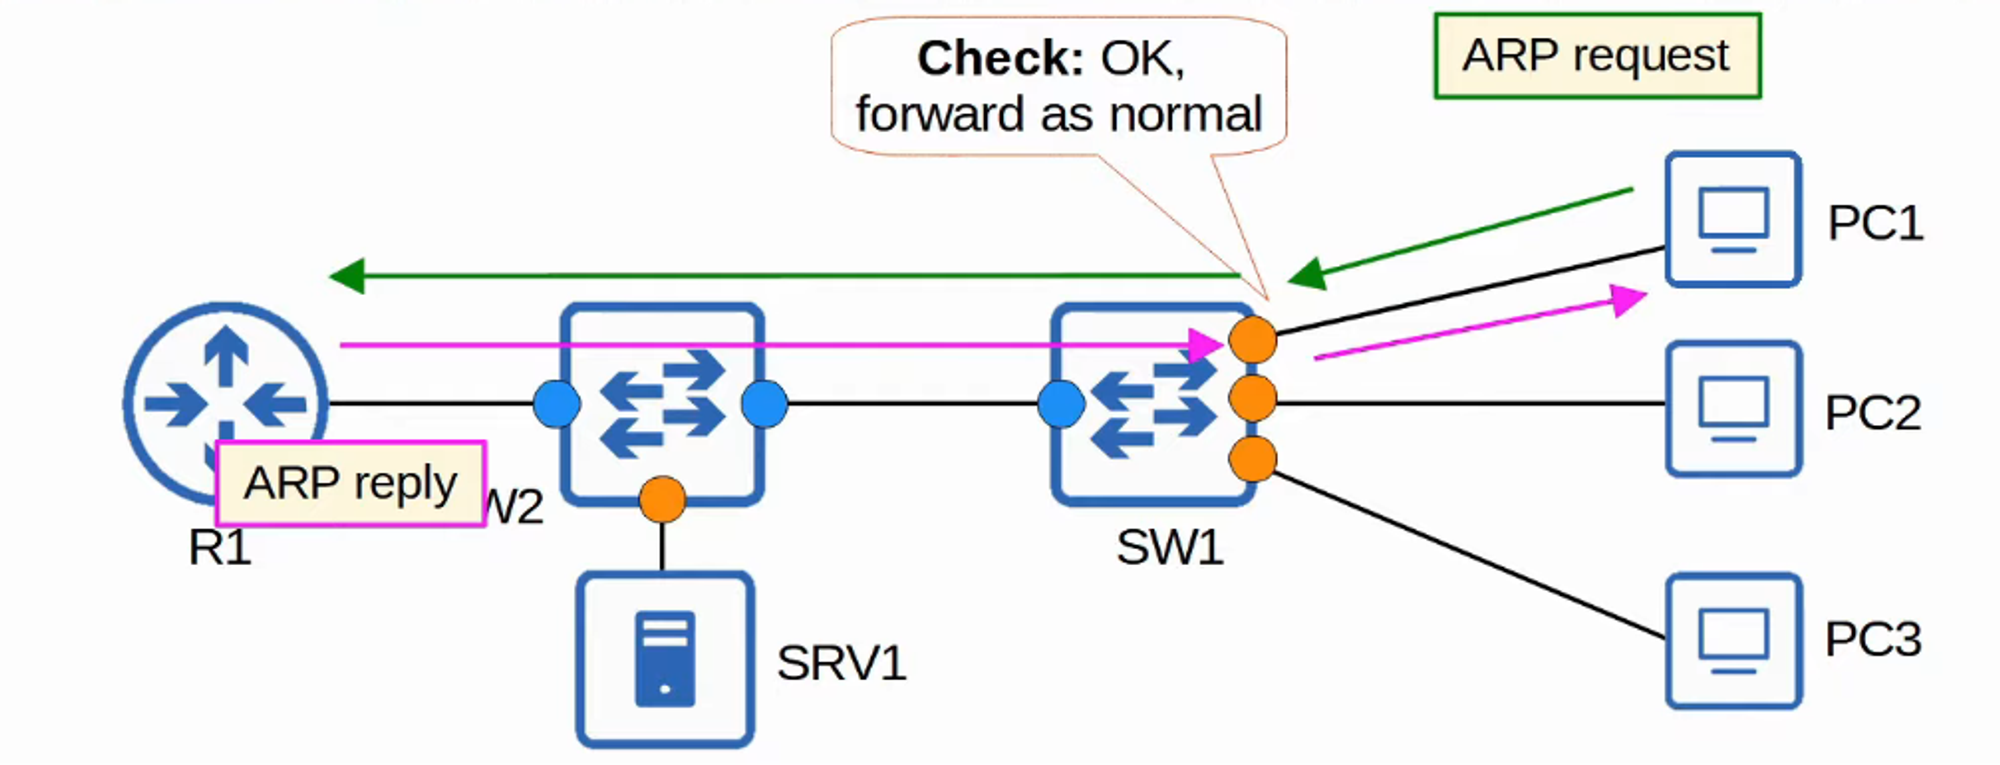 Check: OK,
forward as normal
ARP request
PC1
PC2
ARP reply
W2
R1
SW1
SRV1
PC3